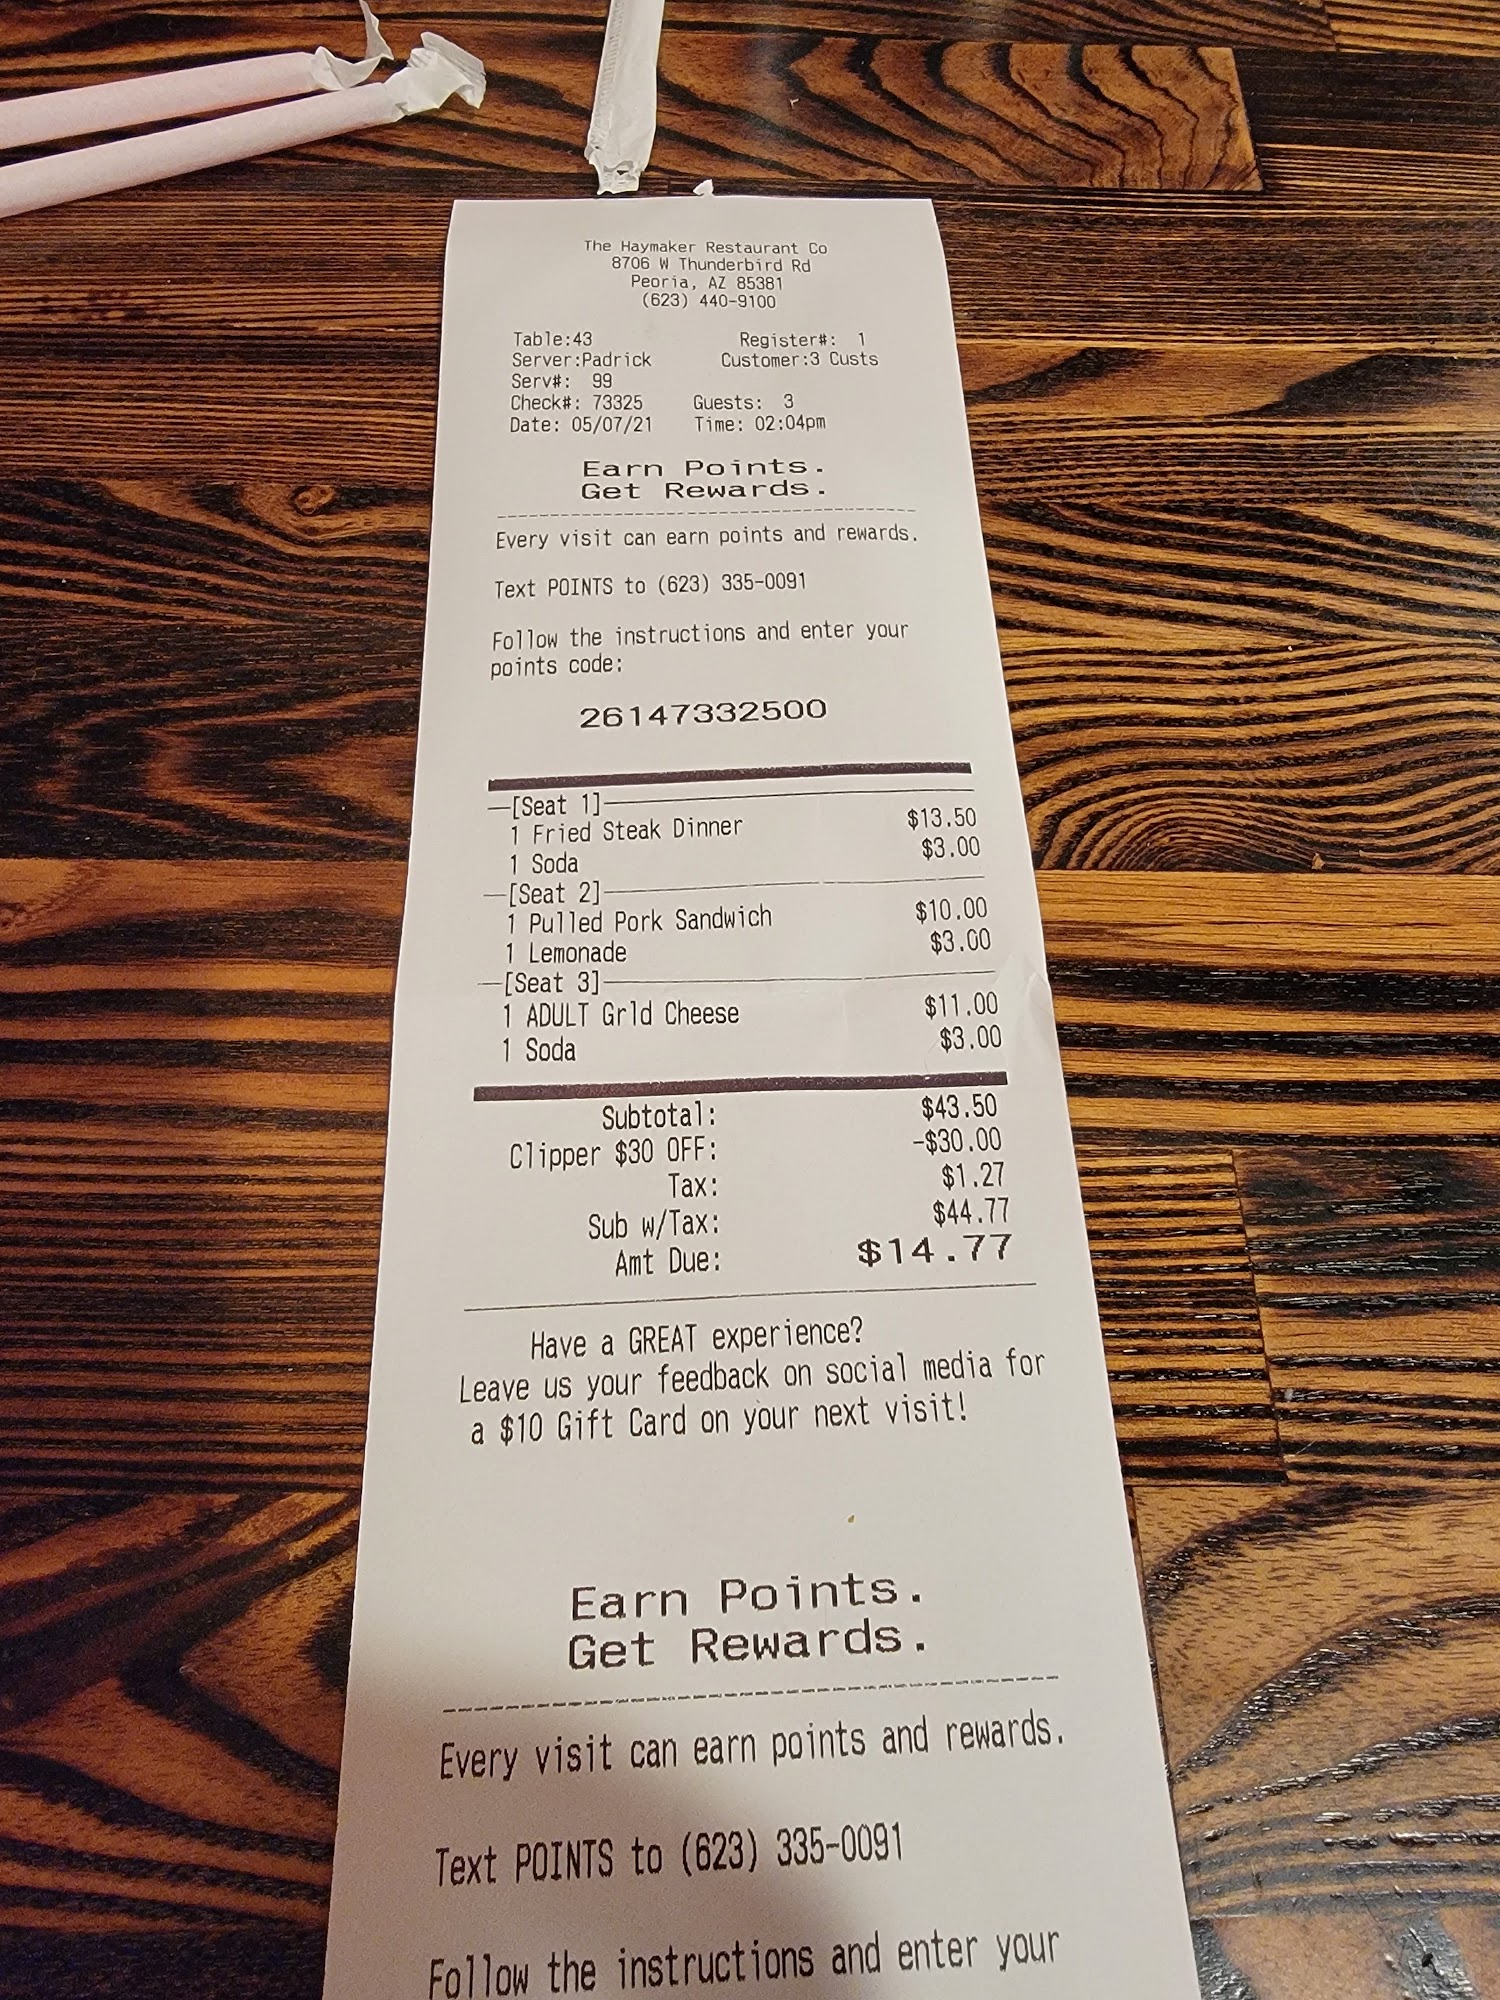 The Haymaker Restaurant Co
8706 W Thunderbird Rd
Peoria, AZ 85381
(623) 440-9100
Table:43 Register#: 1
Server:Padrick Customer:3 Custs
Serv#: 99
Check#: 73325 Guests: 3
Date: 05/07/21 Time: 02:04pm
Earn Points.
Get Rewards.
Every visit can earn points and rewards.
Text POINTS to (623) 335-0091
Follow the instructions and enter your
points code:
26147332500
[Seat 1]
1 Fried Steak Dinner $13.50
1 Soda $3.00
[Seat 2]
1 Pulled Pork Sandwich $10.00
1 Lemonade $3.00
[Seat 3]
1 ADULT Grld Cheese $11.00
1 Soda $3.00
Subtotal: $43.50
Clipper $30 OFF: -$30.00
Tax: $1.27
Sub w/Tax: $44.77
Amt Due: $14.77
Have a GREAT experience?
Leave us your feedback on social media for
a $10 Gift Card on your next visit!
Earn Points.
Get Rewards.
Every visit can earn points and rewards.
Text POINTS to (623) 335-0091
Follow the instructions and enter your